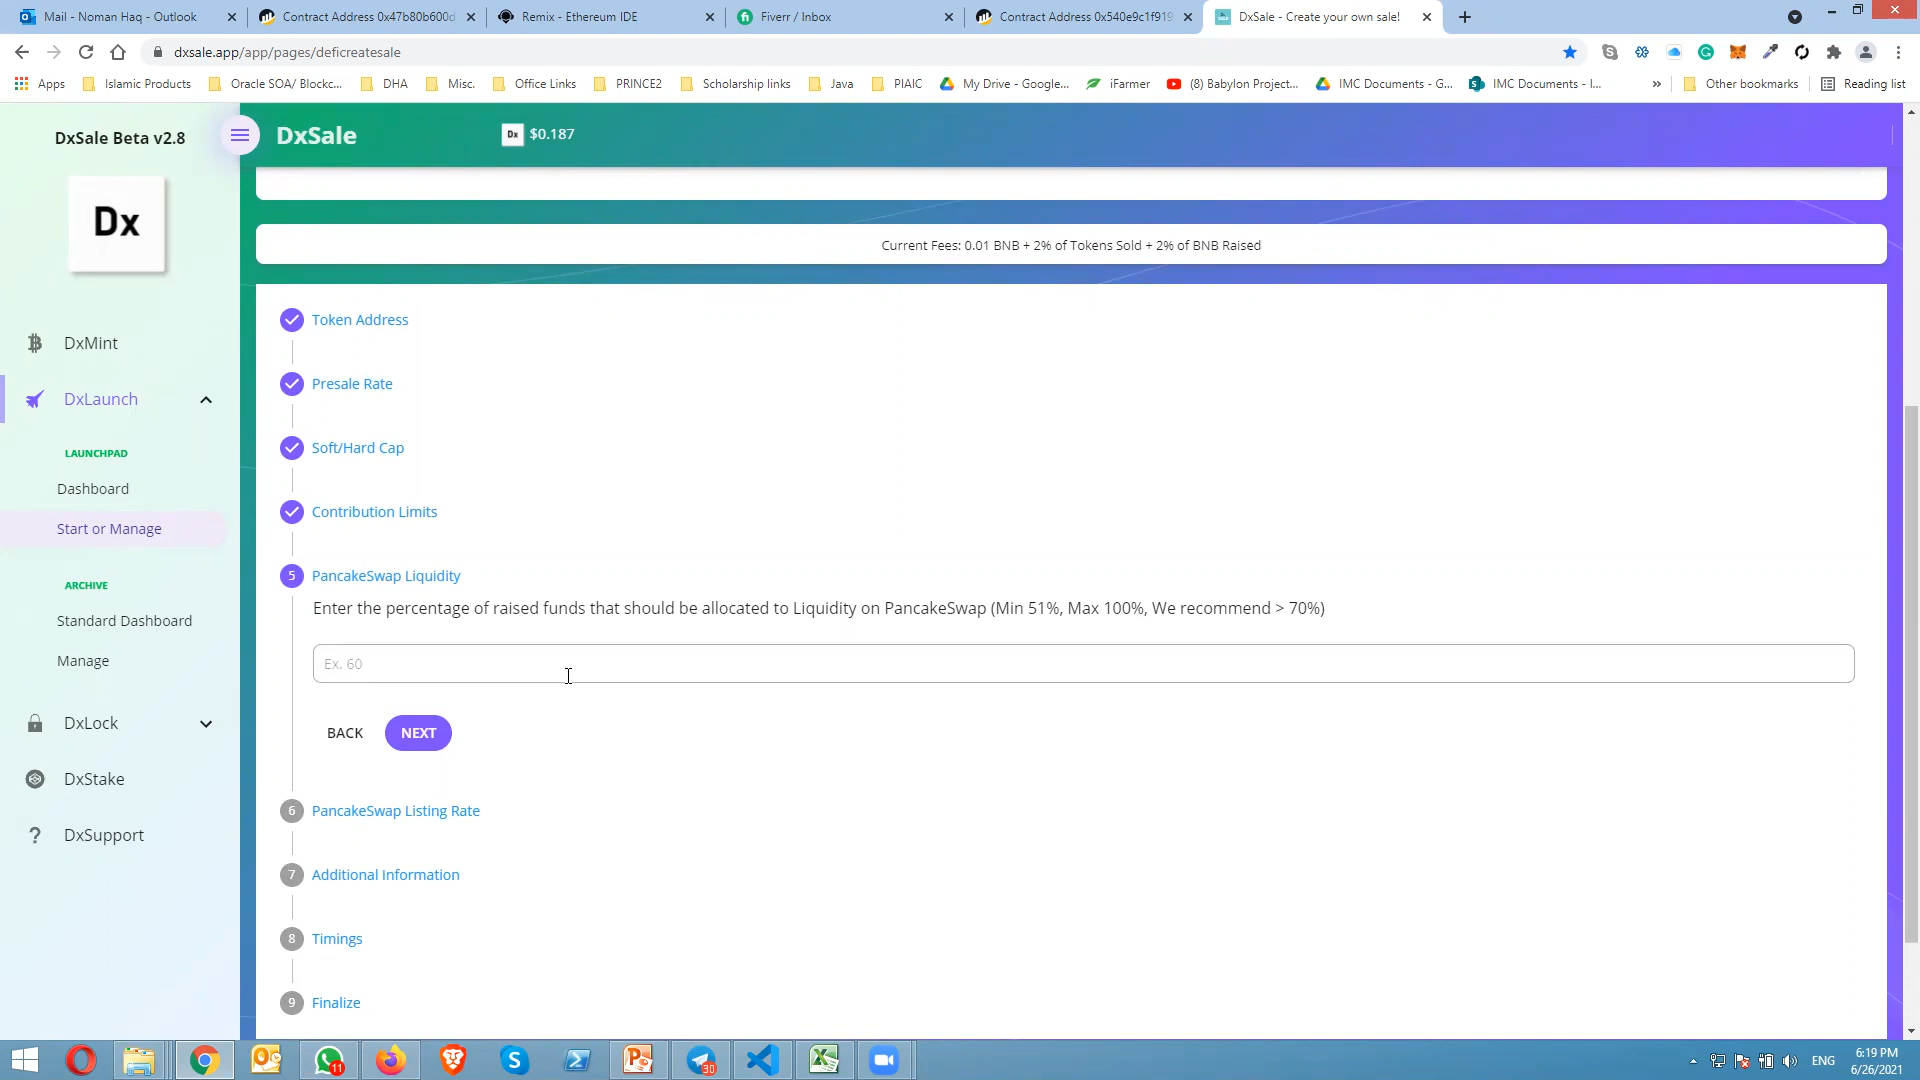 Mail - Noman Haq - Outlook
Contract Address 0x47b80b600d
Remix - Ethereum IDE
Fiverr / Inbox
Contract Address 0x540e9c1f919
DxSale - Create your own sale!
dxsale.app/app/pages/deficreatesale
Apps
Islamic Products
Oracle SOA/ Blockc...
DHA
Misc.
Office Links
PRINCE2
Scholarship links
Java
PIAIC
My Drive - Google...
iFarmer
(8) Babylon Project...
IMC Documents - G...
IMC Documents - I...
»
Other bookmarks
Reading list
DxSale Beta v2.8
DxSale
Dx
$0.187
Dx
Current Fees: 0.01 BNB + 2% of Tokens Sold + 2% of BNB Raised
DxMint
DxLaunch
LAUNCHPAD
Dashboard
Start or Manage
ARCHIVE
Standard Dashboard
Manage
DxLock
DxStake
? DxSupport
Token Address
Presale Rate
Soft/Hard Cap
Contribution Limits
5 PancakeSwap Liquidity
Enter the percentage of raised funds that should be allocated to Liquidity on PancakeSwap (Min 51%, Max 100%, We recommend > 70%)
Ex. 60
BACK
NEXT
6 PancakeSwap Listing Rate
7 Additional Information
8 Timings
9 Finalize
11
30
ENG
6:19 PM
6/26/2021